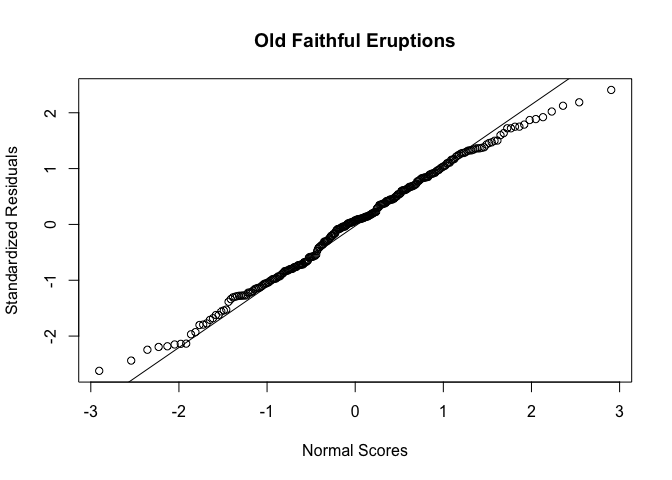 Old Faithful Eruptions
Standardized Residuals
2
1
0
-1
-2
-3 -2 -1 0 1 2 3
Normal Scores